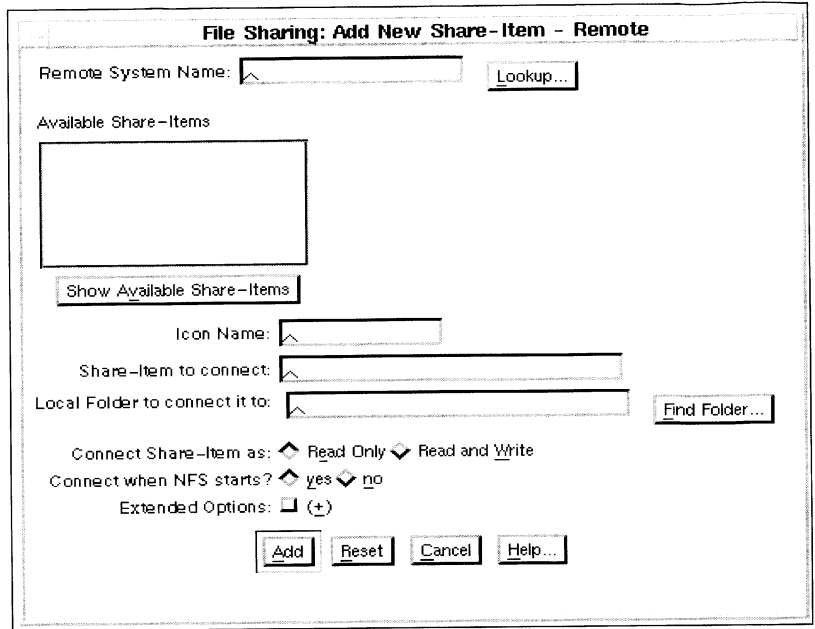 File Sharing: Add New Share-Item - Remote
Remote System Name:
Lookup...
Available Share-Items
Show Available Share-Items
Icon Name:
Share-Item to connect:
Local Folder to connect it to:
Find Folder...
Connect Share-Item as: Read Only Read and Write
Connect when NFS starts? yes no
Extended Options: (+)
Add Reset Cancel Help...